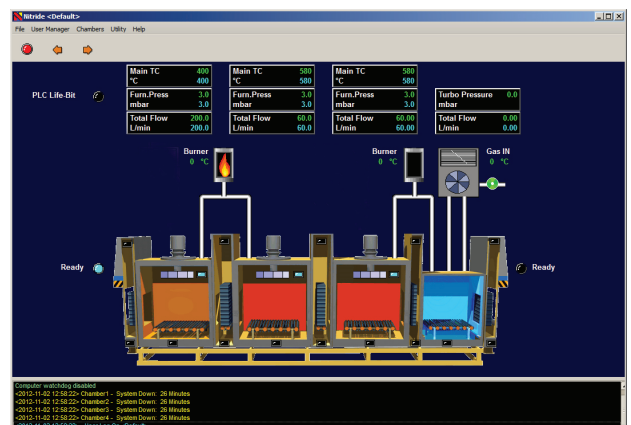 Nitride <Default>
File User Manager Chambers Utility Help
Main TC 400
°C 400
Main TC 580
°C 580
Main TC 580
°C 580
PLC Life-Bit
Furn.Press 3.0
mbar 3.0
Furn.Press 3.0
mbar 3.0
Furn.Press 3.0
mbar 3.0
Turbo Pressure 0.0
mbar
Total Flow 200.0
L/min 200.0
Total Flow 60.0
L/min 60.0
Total Flow 60.00
L/min 60.00
Total Flow 0.00
L/min 0.00
Burner
0 °C
Burner
0 °C
Gas IN
0 °C
Ready
Ready
Computer watchdog disabled
<2012-11-02 12:58:22> Chamber1 - System Down: 26 Minutes
<2012-11-02 12:58:22> Chamber2 - System Down: 26 Minutes
<2012-11-02 12:58:22> Chamber3 - System Down: 26 Minutes
<2012-11-02 12:58:22> Chamber4 - System Down: 26 Minutes